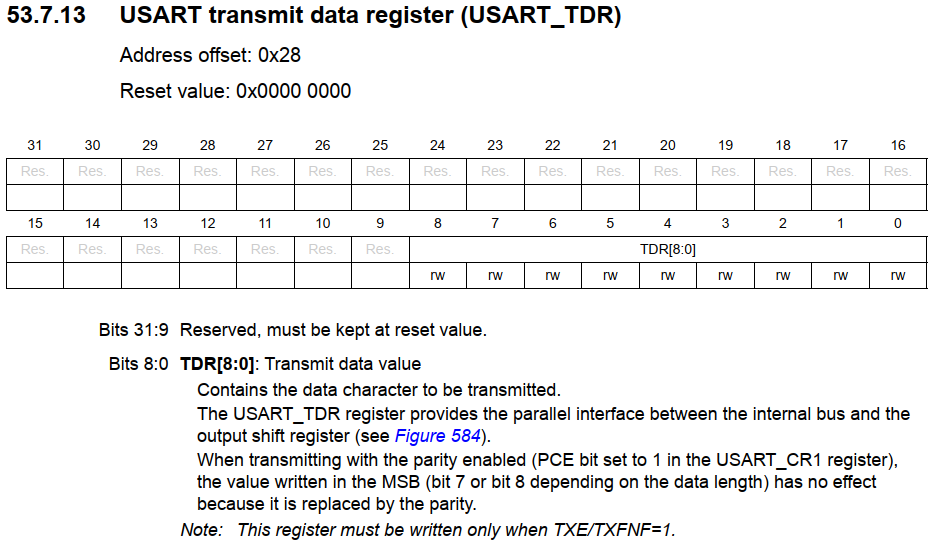 53.7.13 USART transmit data register (USART_TDR)
Address offset: 0x28
Reset value: 0x0000 0000
31 30 29 28 27 26 25 24 23 22 21 20 19 18 17 16
Res. Res. Res. Res. Res. Res. Res. Res. Res. Res. Res. Res. Res. Res. Res. Res.
15 14 13 12 11 10 9 8 7 6 5 4 3 2 1 0
Res. Res. Res. Res. Res. Res. Res. TDR[8:0]
rw rw rw rw rw rw rw rw rw
Bits 31:9 Reserved, must be kept at reset value.
Bits 8:0 TDR[8:0]: Transmit data value
Contains the data character to be transmitted.
The USART_TDR register provides the parallel interface between the internal bus and the
output shift register (see Figure 584).
When transmitting with the parity enabled (PCE bit set to 1 in the USART_CR1 register),
the value written in the MSB (bit 7 or bit 8 depending on the data length) has no effect
because it is replaced by the parity.
Note: This register must be written only when TXE/TXFNF=1.